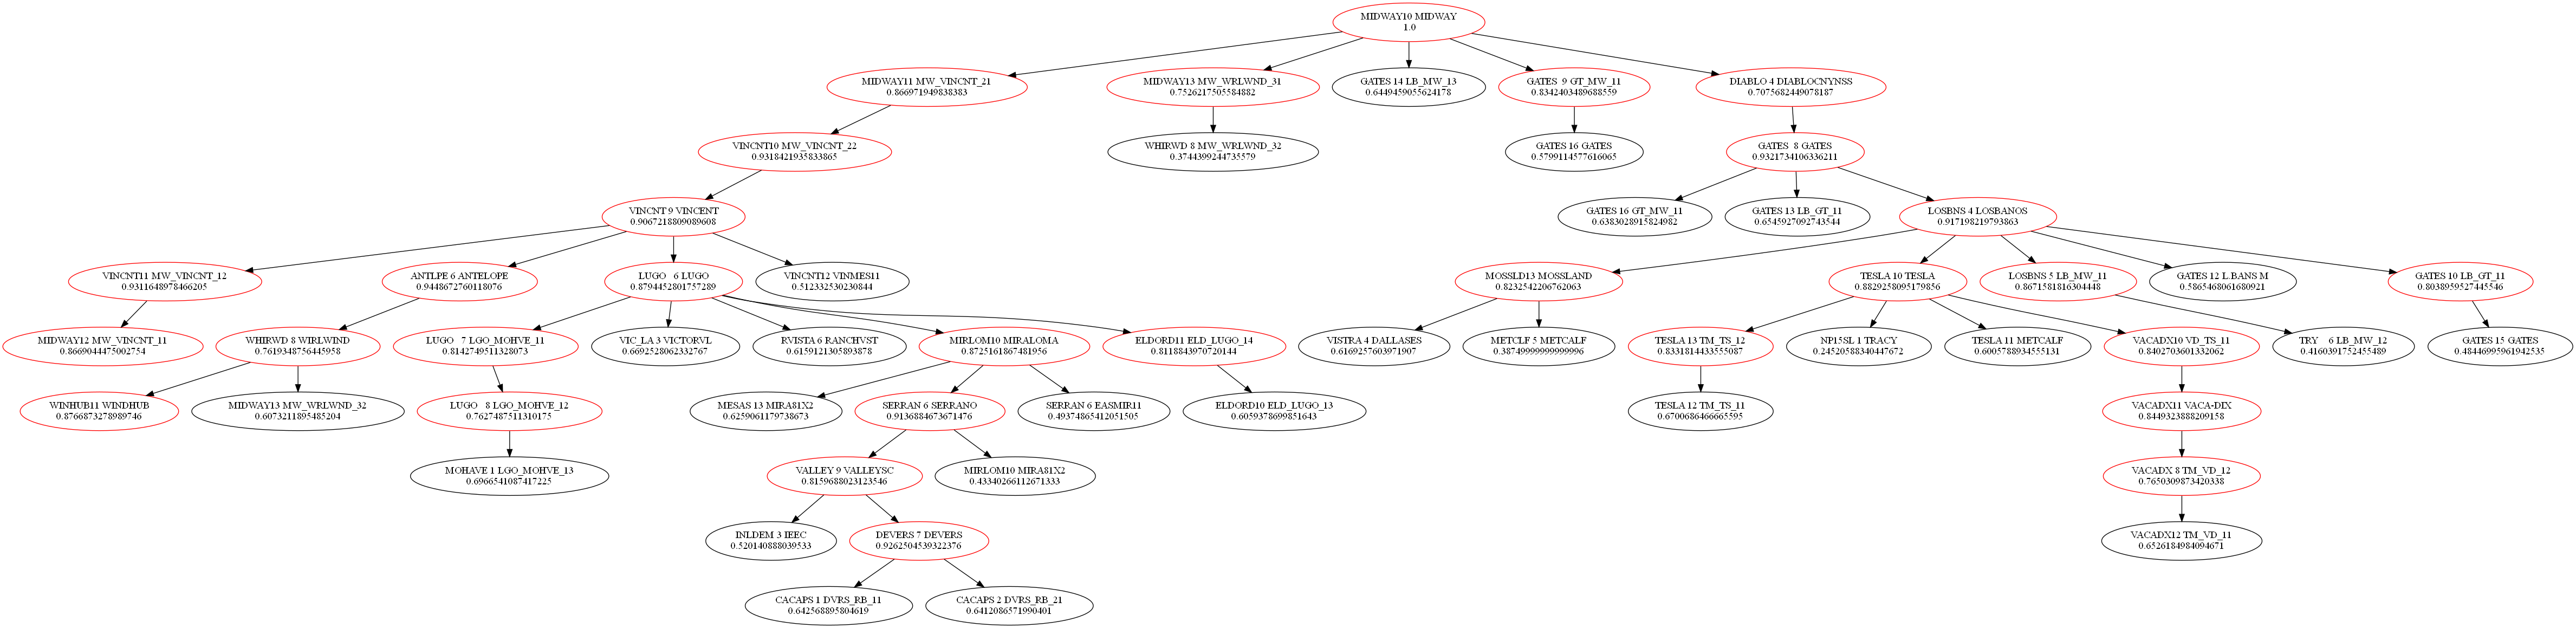 MIDWAY10 MIDWAY
1.0
MIDWAY11 MW_VINCNT_21
0.866971949838383
MIDWAY13 MW_WRLWND_31
0.7526217505584882
GATES 14 LB_MW_13
0.6449459055624178
GATES 9 GT_MW_11
0.8342403489688559
DIABLO 4 DIABLOCNYNSS
0.7075682449078187
VINCNT10 MW_VINCNT_22
0.9318421935833865
WHIRWD 8 MW_WRLWND_32
0.3744399244735579
GATES 16 GATES
0.5799114577616065
GATES 8 GATES
0.9321734106336211
VINCNT 9 VINCENT
0.9067218809089608
GATES 16 GT_MW_11
0.6383028915824982
GATES 13 LB_GT_11
0.6545927092743544
LOSBNS 4 LOSBANOS
0.917198219793863
VINCNT11 MW_VINCNT_12
0.9311648978466205
ANTLPE 6 ANTELOPE
0.9448672760118076
LUGO 6 LUGO
0.8794452801757289
VINCNT12 VINMES11
0.512332530230844
MOSSLD13 MOSSLAND
0.8232542206762063
TESLA 10 TESLA
0.8829258095179856
LOSBNS 5 LB_MW_11
0.8671581816304448
GATES 12 L.BANS M
0.5865468061680921
GATES 10 LB_GT_11
0.8038959527445546
MIDWAY12 MW_VINCNT_11
0.8669044475002754
WHIRWD 8 WIRLWIND
0.7619348756445958
LUGO 7 LGO_MOHVE_11
0.8142749511328073
VIC_LA 3 VICTORVL
0.6692528062332767
RVISTA 6 RANCHVST
0.6159121305893878
MIRLOM10 MIRALOMA
0.8725161867481956
ELDORD11 ELD_LUGO_14
0.8118843970720144
VISTRA 4 DALLASES
0.6169257603971907
METCLF 5 METCALF
0.38749999999999996
TESLA 13 TM_TS_12
0.8331814433555087
NP15SL 1 TRACY
0.24520588340447672
TESLA 11 METCALF
0.6005788934555131
VACADX10 VD_TS_11
0.8402703601332062
TRY 6 LB_MW_12
0.4160391752455489
GATES 15 GATES
0.48446995961942535
WINHUB11 WINDHUB
0.8766873278989746
MIDWAY13 MW_WRLWND_32
0.6073211895485204
LUGO 8 LGO_MOHVE_12
0.7627487511310175
MESAS 13 MIRA81X2
0.6259061179738673
SERRAN 6 SERRANO
0.9136884673671476
SERRAN 6 EASMIR11
0.49374865412051505
ELDORD10 ELD_LUGO_13
0.6059378699851643
TESLA 12 TM_TS_11
0.6700686466665595
VACADX11 VACA-DIX
0.8449323888209158
MOHAVE 1 LGO_MOHVE_13
0.6966541087417225
VALLEY 9 VALLEYSC
0.8159688023123546
MIRLOM10 MIRA81X2
0.43340266112671333
VACADX 8 TM_VD_12
0.7650309873420338
INLDEM 3 IEEC
0.520140888039533
DEVERS 7 DEVERS
0.9262504539322376
VACADX12 TM_VD_11
0.6526184984094671
CACAPS 1 DVRS_RB_11
0.642568895804619
CACAPS 2 DVRS_RB_21
0.6412086571990401